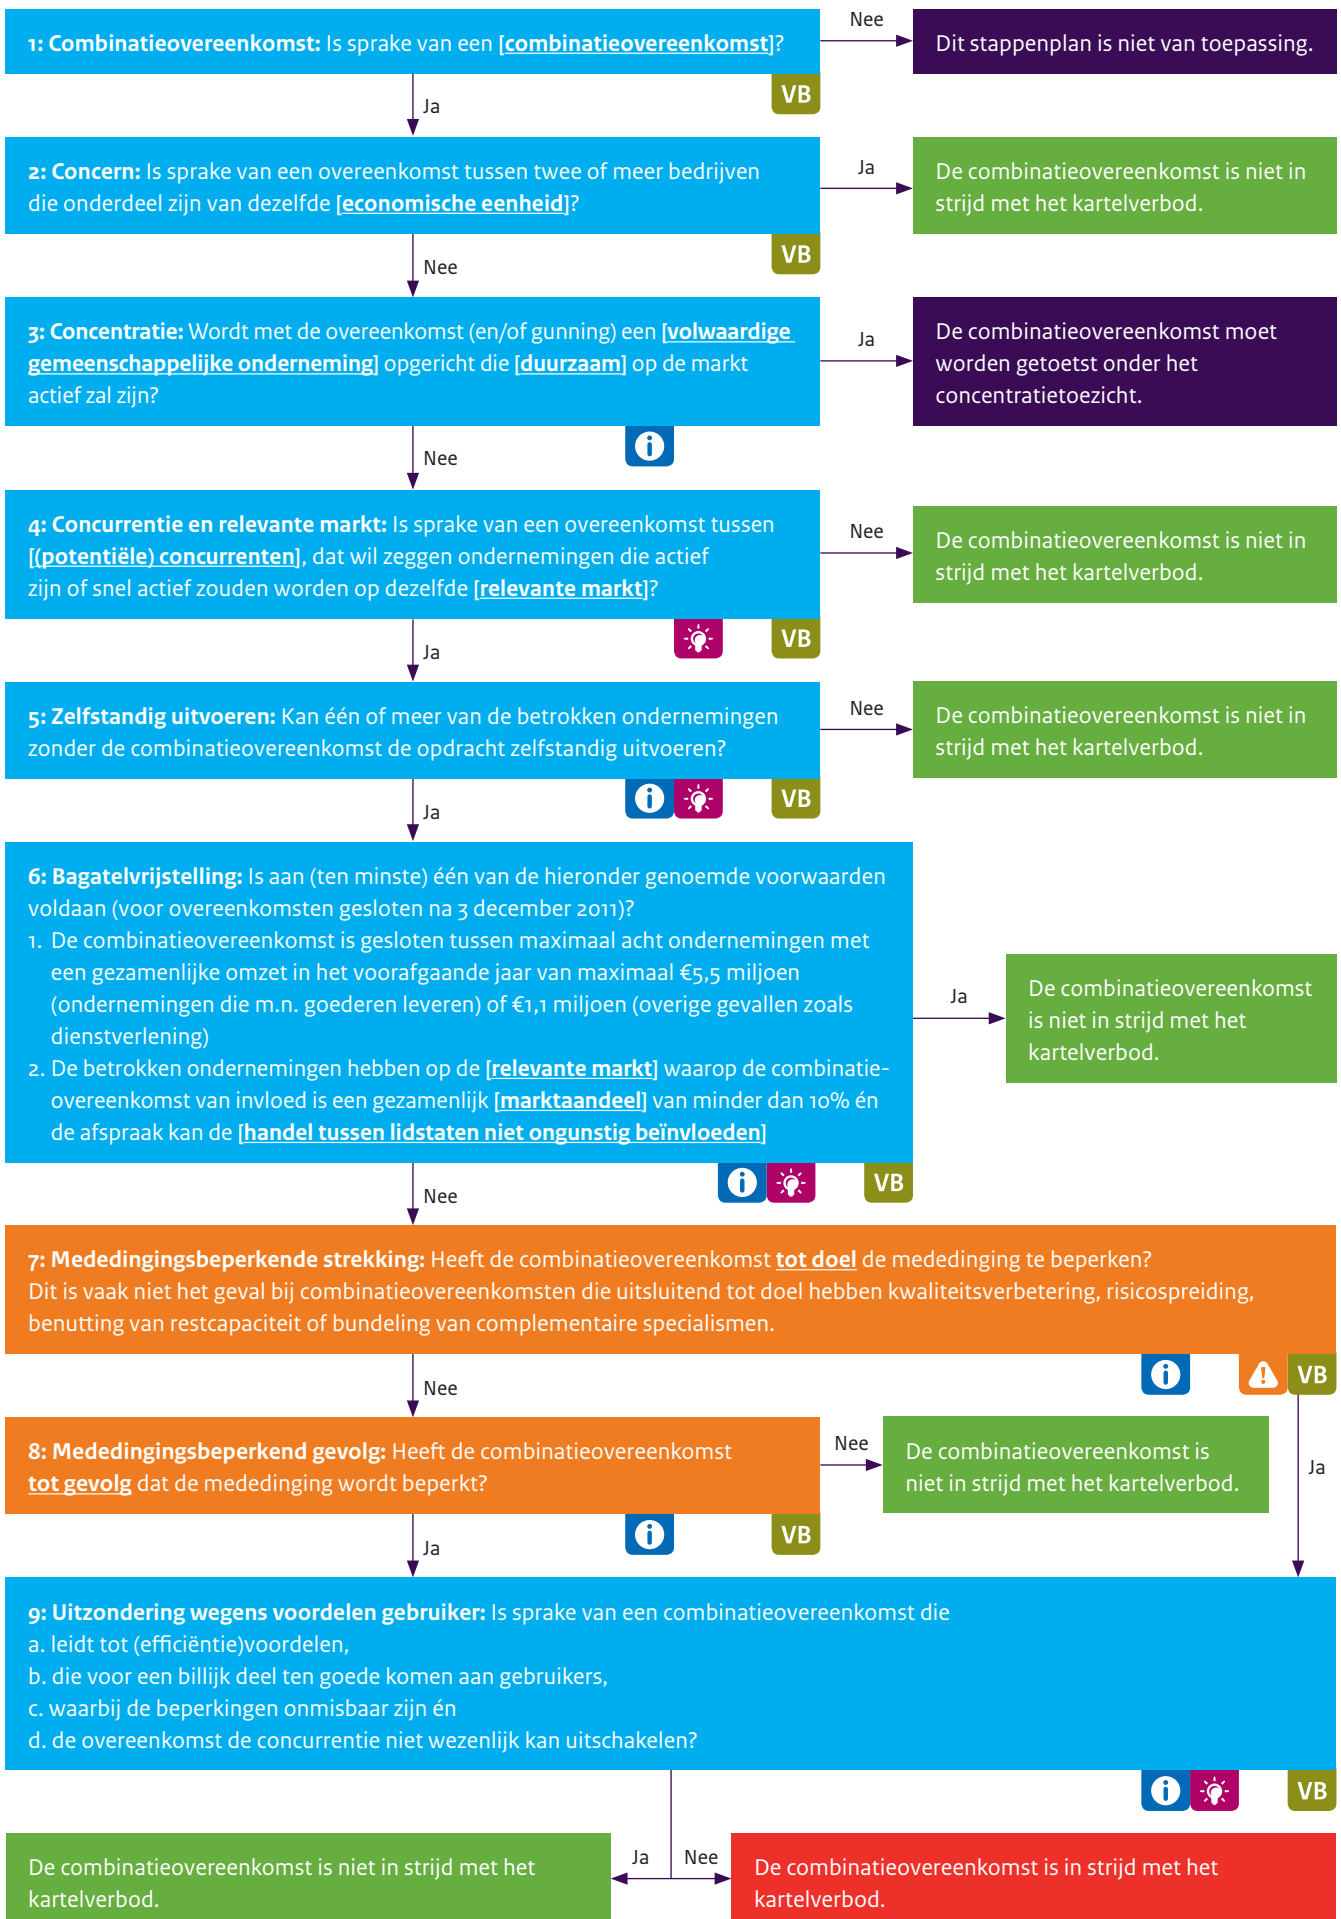 1: Combinatieovereenkomst: Is sprake van een [combinatieovereenkomst]?
Nee
Dit stappenplan is niet van toepassing.
VB
Ja
2: Concern: Is sprake van een overeenkomst tussen twee of meer bedrijven
die onderdeel zijn van dezelfde [economische eenheid]?
Ja
De combinatieovereenkomst is niet in
strijd met het kartelverbod.
VB
Nee
3: Concentratie: Wordt met de overeenkomst (en/of gunning) een [volwaardige
gemeenschappelijke onderneming] opgericht die [duurzaam] op de markt
actief zal zijn?
Ja
De combinatieovereenkomst moet
worden getoetst onder het
concentratietoezicht.
i
Nee
4: Concurrentie en relevante markt: Is sprake van een overeenkomst tussen
[(potentiële) concurrenten], dat wil zeggen ondernemingen die actief
zijn of snel actief zouden worden op dezelfde [relevante markt]?
Nee
De combinatieovereenkomst is niet in
strijd met het kartelverbod.
VB
Ja
5: Zelfstandig uitvoeren: Kan één of meer van de betrokken ondernemingen
zonder de combinatieovereenkomst de opdracht zelfstandig uitvoeren?
Nee
De combinatieovereenkomst is niet in
strijd met het kartelverbod.
i
VB
Ja
6: Bagatelvrijstelling: Is aan (ten minste) één van de hieronder genoemde voorwaarden
voldaan (voor overeenkomsten gesloten na 3 december 2011)?
1. De combinatieovereenkomst is gesloten tussen maximaal acht ondernemingen met
een gezamenlijke omzet in het voorafgaande jaar van maximaal €5,5 miljoen
(ondernemingen die m.n. goederen leveren) of €1,1 miljoen (overige gevallen zoals
dienstverlening)
2. De betrokken ondernemingen hebben op de [relevante markt] waarop de combinatie-
overeenkomst van invloed is een gezamenlijk [marktaandeel] van minder dan 10% én
de afspraak kan de [handel tussen lidstaten niet ongunstig beïnvloeden]
Ja
De combinatieovereenkomst
is niet in strijd met het
kartelverbod.
i
VB
Nee
7: Mededingingsbeperkende strekking: Heeft de combinatieovereenkomst tot doel de mededinging te beperken?
Dit is vaak niet het geval bij combinatieovereenkomsten die uitsluitend tot doel hebben kwaliteitsverbetering, risicospreiding,
benutting van restcapaciteit of bundeling van complementaire specialismen.
i
!
VB
Nee
8: Mededingingsbeperkend gevolg: Heeft de combinatieovereenkomst
tot gevolg dat de mededinging wordt beperkt?
Nee
De combinatieovereenkomst is
niet in strijd met het kartelverbod.
Ja
i
VB
Ja
9: Uitzondering wegens voordelen gebruiker: Is sprake van een combinatieovereenkomst die
a. leidt tot (efficiëntie)voordelen,
b. die voor een billijk deel ten goede komen aan gebruikers,
c. waarbij de beperkingen onmisbaar zijn én
d. de overeenkomst de concurrentie niet wezenlijk kan uitschakelen?
i
VB
De combinatieovereenkomst is niet in strijd met het
kartelverbod.
Ja
Nee
De combinatieovereenkomst is in strijd met het
kartelverbod.